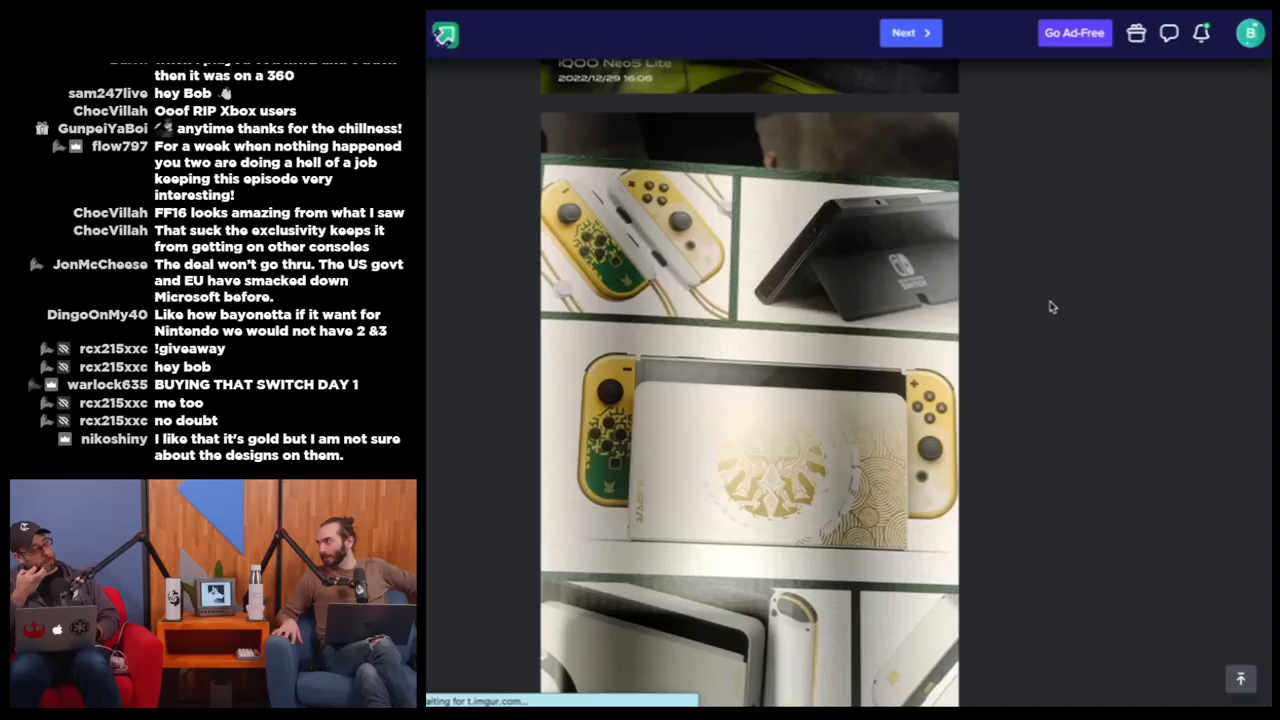 then it was on a 360
sam247live hey Bob
ChocVillah Ooof RIP Xbox users
GunpeiYaBoi anytime thanks for the chillness!
flow797 For a week when nothing happened
you two are doing a hell of a job
keeping this episode very
interesting!
ChocVillah FF16 looks amazing from what I saw
ChocVillah That suck the exclusivity keeps it
from getting on other consoles
JonMcCheese The deal won't go thru. The US govt
and EU have smacked down
Microsoft before.
DingoOnMy40 Like how bayonetta if it want for
Nintendo we would not have 2 &3
rcx215xxc !giveaway
rcx215xxc hey bob
warlock635 BUYING THAT SWITCH DAY 1
rcx215xxc me too
rcx215xxc no doubt
nikoshiny I like that it's gold but I am not sure
about the designs on them.
Next
Go Ad-Free
B
iQOO Neo5 Lite
2022/12/29 16:08
SWITCH
aiting for t.imgur.com...